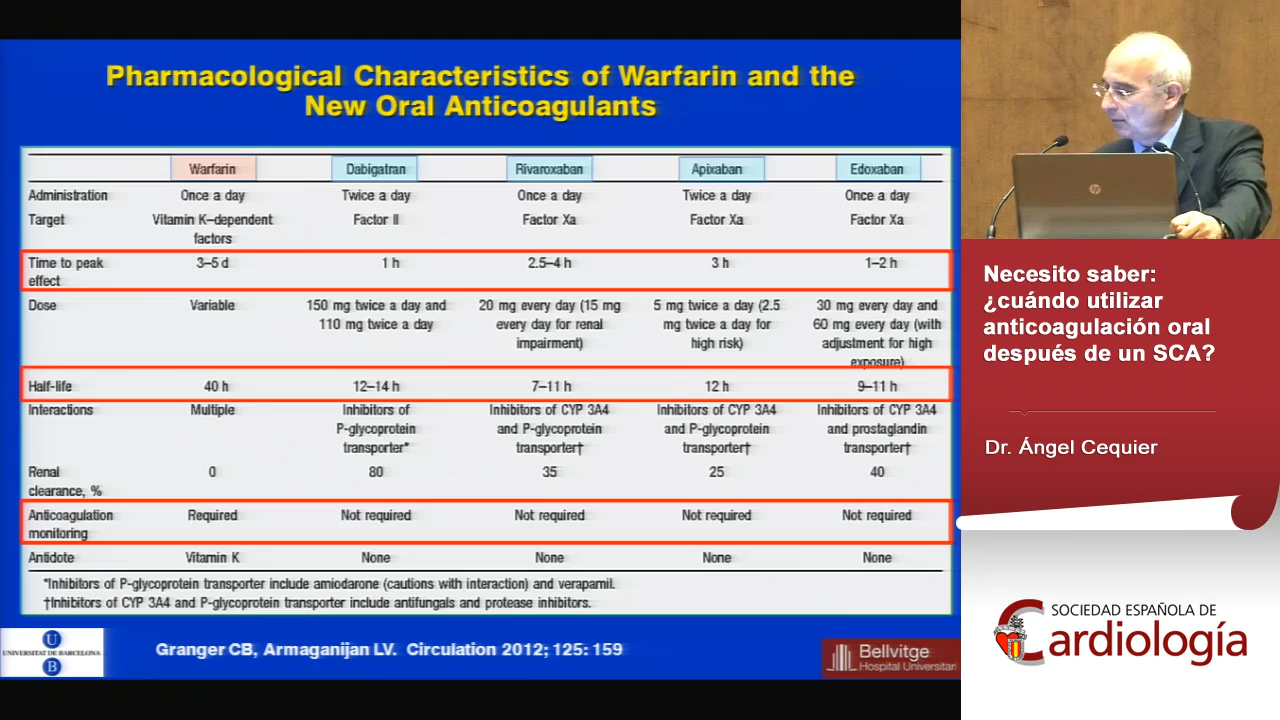 Pharmacological Characteristics of Warfarin and the
New Oral Anticoagulants
Warfarin Dabigatran Rivaroxaban Apixaban Edoxaban
Administration Once a day Twice a day Once a day Twice a day Once a day
Target Vitamin K–dependent factors Factor II Factor Xa Factor Xa Factor Xa
Time to peak effect 3–5 d 1 h 2.5–4 h 3 h 1–2 h
Dose Variable 150 mg twice a day and 110 mg twice a day 20 mg every day (15 mg every day for renal impairment) 5 mg twice a day (2.5 mg twice a day for high risk) 30 mg every day and 60 mg every day (with adjustment for high exposure)
Half-life 40 h 12–14 h 7–11 h 12 h 9–11 h
Interactions Multiple Inhibitors of P-glycoprotein transporter* Inhibitors of CYP 3A4 and P-glycoprotein transporter† Inhibitors of CYP 3A4 and P-glycoprotein transporter† Inhibitors of CYP 3A4 and prostaglandin transporter†
Renal clearance, % 0 80 35 25 40
Anticoagulation monitoring Required Not required Not required Not required Not required
Antidote Vitamin K None None None None
*Inhibitors of P-glycoprotein transporter include amiodarone (cautions with interaction) and verapamil.
†Inhibitors of CYP 3A4 and P-glycoprotein transporter include antifungals and protease inhibitors.
U
UNIVERSITAT DE BARCELONA
B
Granger CB, Armaganijan LV. Circulation 2012; 125: 159
Bellvitge
Hospital Universitari
hp
Necesito saber:
¿cuándo utilizar
anticoagulación oral
después de un SCA?
Dr. Ángel Cequier
SOCIEDAD ESPAÑOLA DE
Cardiología